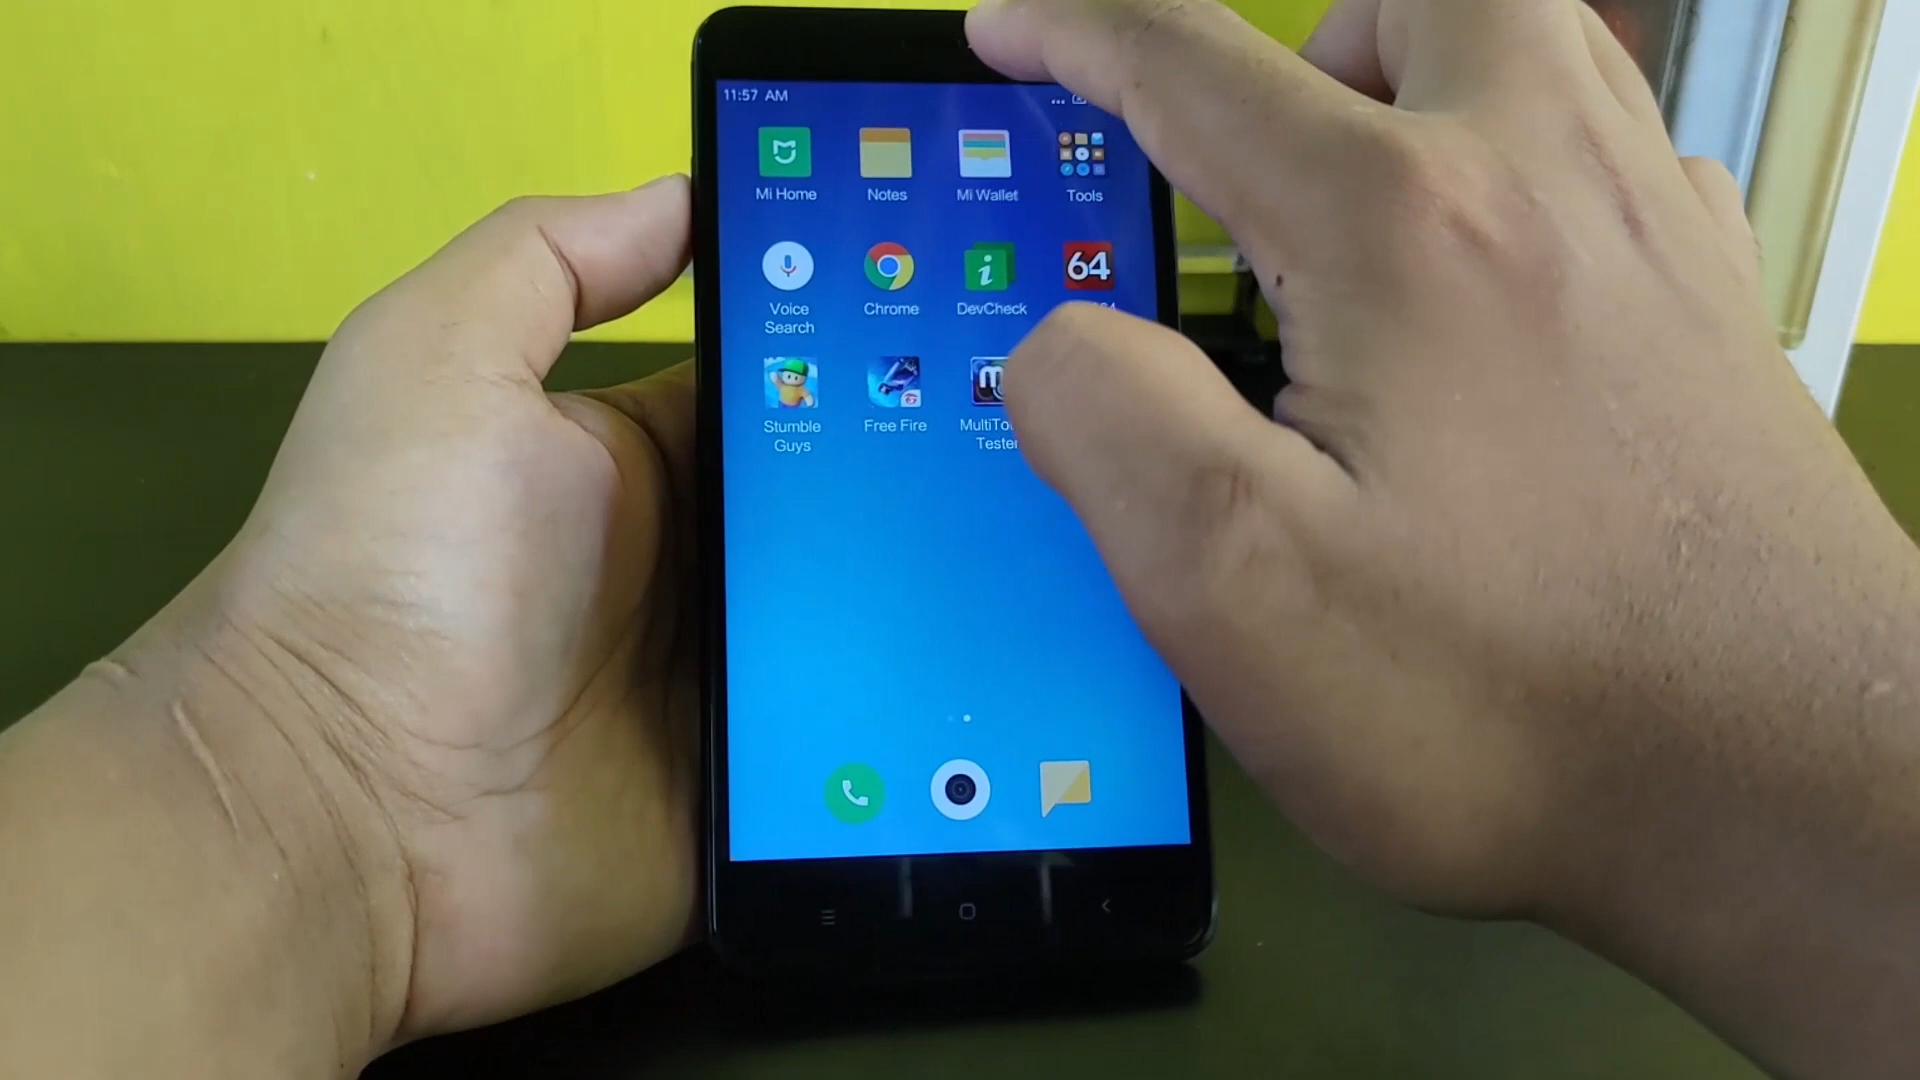 11:57 AM
Mi Home
Notes
Mi Wallet
Tools
64
Voice
Search
Chrome
DevCheck
Stumble
Guys
Free Fire